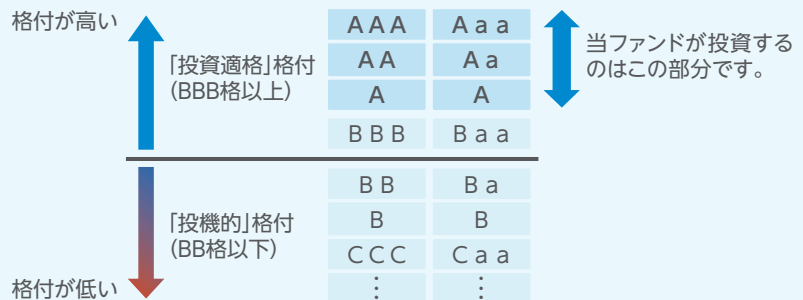 格付が高い
「投資適格」格付
(BBB格以上)
AAA Aaa
AA Aa
A A
BBB Baa
当ファンドが投資する
のはこの部分です。
「投機的」格付
(BB格以下)
BB Ba
B B
CCC Caa
⋮ ⋮
格付が低い